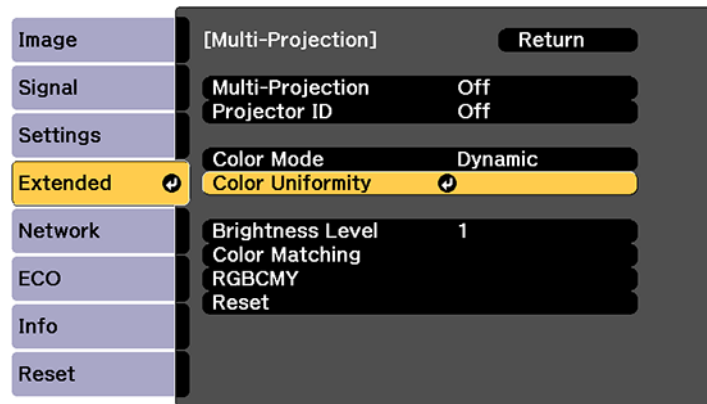 Image
Signal
Settings
Extended
Network
ECO
Info
Reset
[Multi-Projection] Return
Multi-Projection Off
Projector ID Off
Color Mode Dynamic
Color Uniformity
Brightness Level 1
Color Matching
RGBCMY
Reset